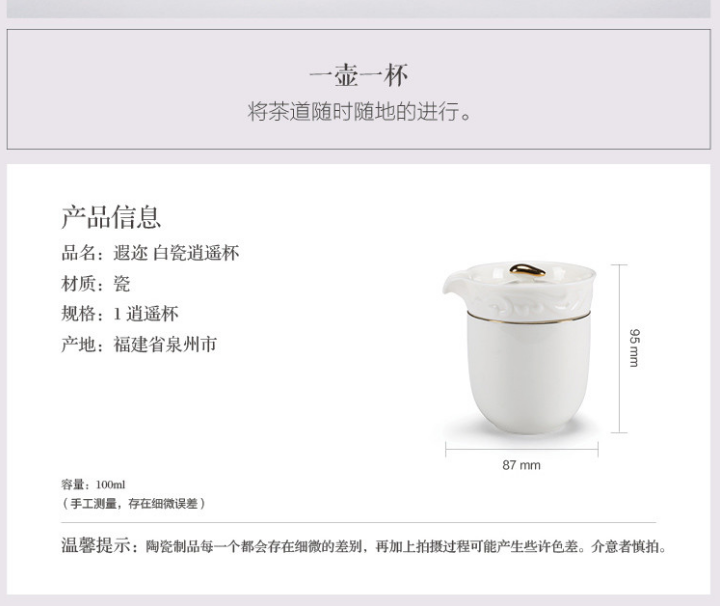 一壶一杯
将茶道随时随地的进行。
产品信息
品名：遐迩 白瓷逍遥杯
材质：瓷
规格：1 逍遥杯
产地：福建省泉州市
95 mm
87 mm
容量：100ml
（手工测量，存在细微误差）
温馨提示：陶瓷制品每一个都会存在细微的差别，再加上拍摄过程可能产生些许色差。介意者慎拍。